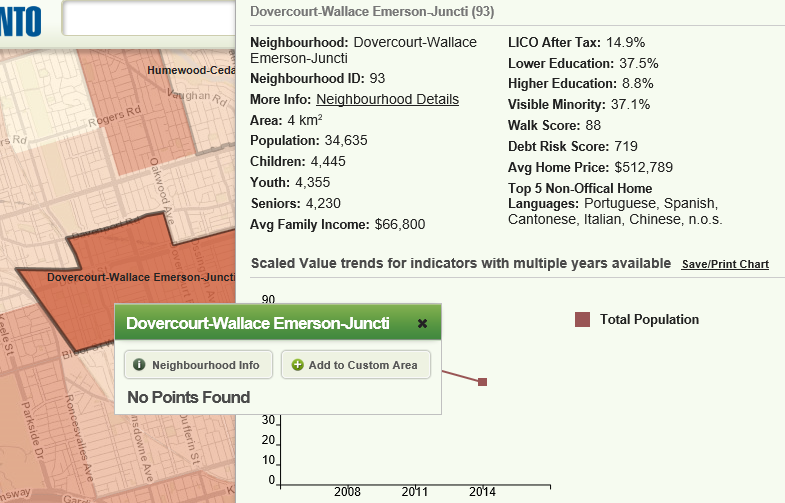 NTO
Humewood-Ceda
Vaughan Rd
Rogers Rd
rs Rd
Oakwood Ave
Davenport Rd
Dovercourt-Wallace Emerson-Juncti
Keele St
Bloor St W
Parkside Dr
Roncesvalles Ave
nsdowne Ave
Dufferin St
nsway
Gard
K
Dovercourt-Wallace Emerson-Juncti (93)
Neighbourhood: Dovercourt-Wallace
Emerson-Juncti
Neighbourhood ID: 93
More Info: Neighbourhood Details
Area: 4 km²
Population: 34,635
Children: 4,445
Youth: 4,355
Seniors: 4,230
Avg Family Income: $66,800
LICO After Tax: 14.9%
Lower Education: 37.5%
Higher Education: 8.8%
Visible Minority: 37.1%
Walk Score: 88
Debt Risk Score: 719
Avg Home Price: $512,789
Top 5 Non-Offical Home
Languages: Portuguese, Spanish,
Cantonese, Italian, Chinese, n.o.s.
Scaled Value trends for indicators with multiple years available Save/Print Chart
90
Total Population
Dovercourt-Wallace Emerson-Juncti
Neighbourhood Info
Add to Custom Area
No Points Found
30
20
10
0
2008 2011 2014